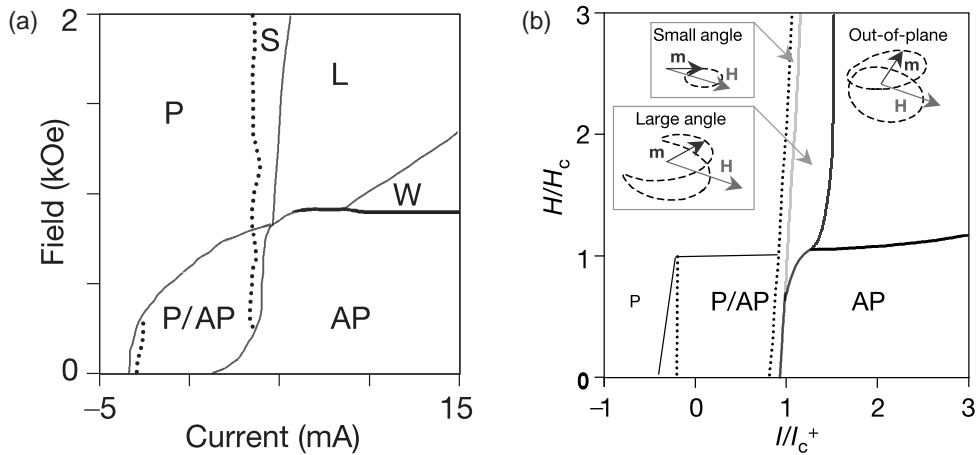 (a)
2
S
P
L
W
P/AP
AP
0
−5
15
Field (kOe)
Current (mA)
(b)
3
2
1
0
Small angle
m
H
Large angle
m
H
Out-of-plane
m
H
P
P/AP
AP
−1
0
1
2
3
H/Hc
I/Ic+